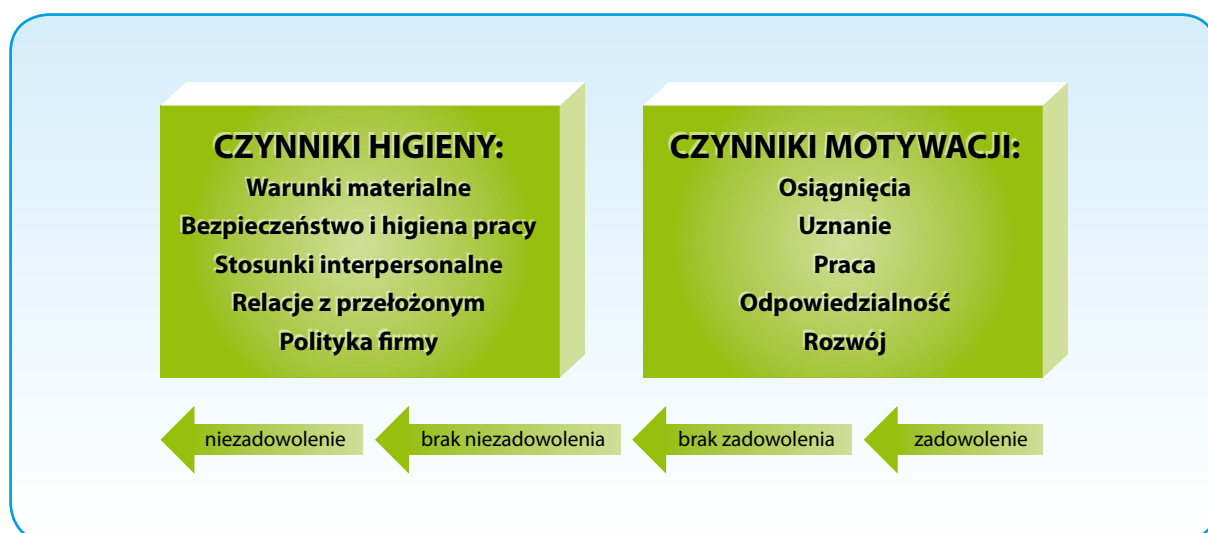 CZYNNIKI HIGIENY:
Warunki materialne
Bezpieczeństwo i higiena pracy
Stosunki interpersonalne
Relacje z przełożonym
Polityka firmy
CZYNNIKI MOTYWACJI:
Osiągnięcia
Uznanie
Praca
Odpowiedzialność
Rozwój
niezadowolenie
brak niezadowolenia
brak zadowolenia
zadowolenie